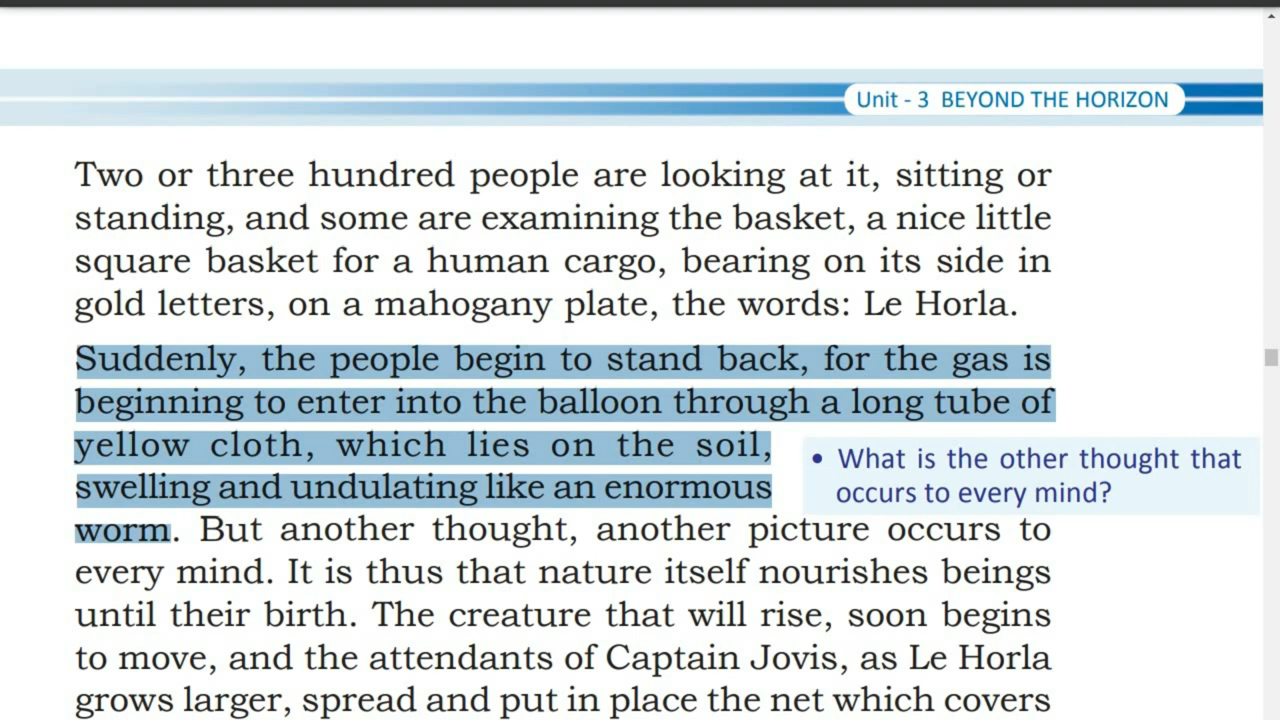 Unit - 3 BEYOND THE HORIZON
Two or three hundred people are looking at it, sitting or
standing, and some are examining the basket, a nice little
square basket for a human cargo, bearing on its side in
gold letters, on a mahogany plate, the words: Le Horla.
Suddenly, the people begin to stand back, for the gas is
beginning to enter into the balloon through a long tube of
yellow cloth, which lies on the soil,
swelling and undulating like an enormous
worm. But another thought, another picture occurs to
every mind. It is thus that nature itself nourishes beings
until their birth. The creature that will rise, soon begins
to move, and the attendants of Captain Jovis, as Le Horla
grows larger, spread and put in place the net which covers
• What is the other thought that
occurs to every mind?